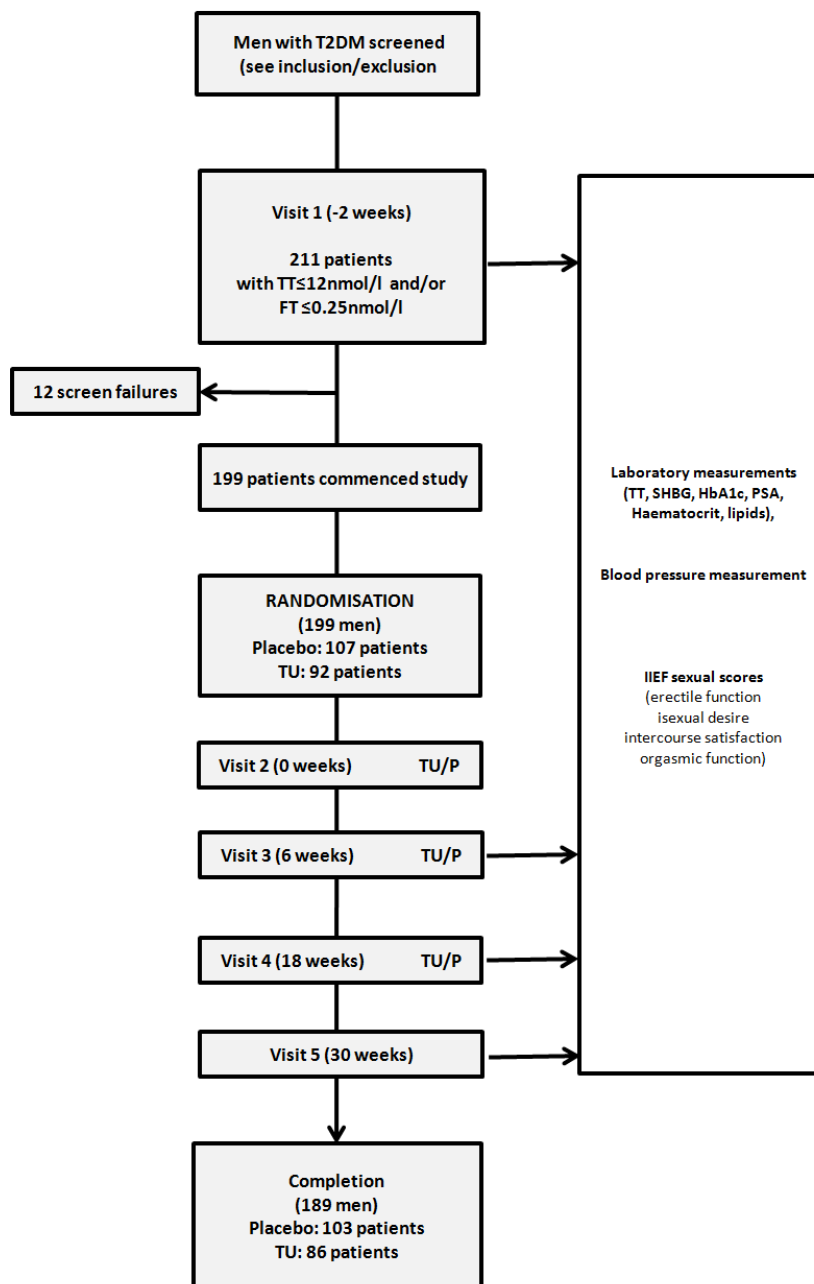 Men with T2DM screened
(see inclusion/exclusion
Visit 1 (-2 weeks)
211 patients
with TT≤12nmol/l and/or
FT ≤0.25nmol/l
12 screen failures
199 patients commenced study
RANDOMISATION
(199 men)
Placebo: 107 patients
TU: 92 patients
Visit 2 (0 weeks) TU/P
Visit 3 (6 weeks) TU/P
Visit 4 (18 weeks) TU/P
Visit 5 (30 weeks)
Completion
(189 men)
Placebo: 103 patients
TU: 86 patients
Laboratory measurements
(TT, SHBG, HbA1c, PSA,
Haematocrit, lipids),
Blood pressure measurement
IIEF sexual scores
(erectile function
isexual desire
intercourse satisfaction
orgasmic function)